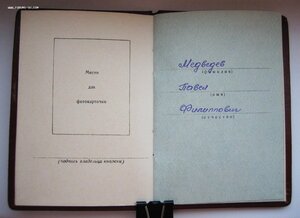 Место
для
фотокарточки
(подпись владельца книжки)
Медведев
(фамилия)
Павел
(имя)
Филиппович
(отчество)